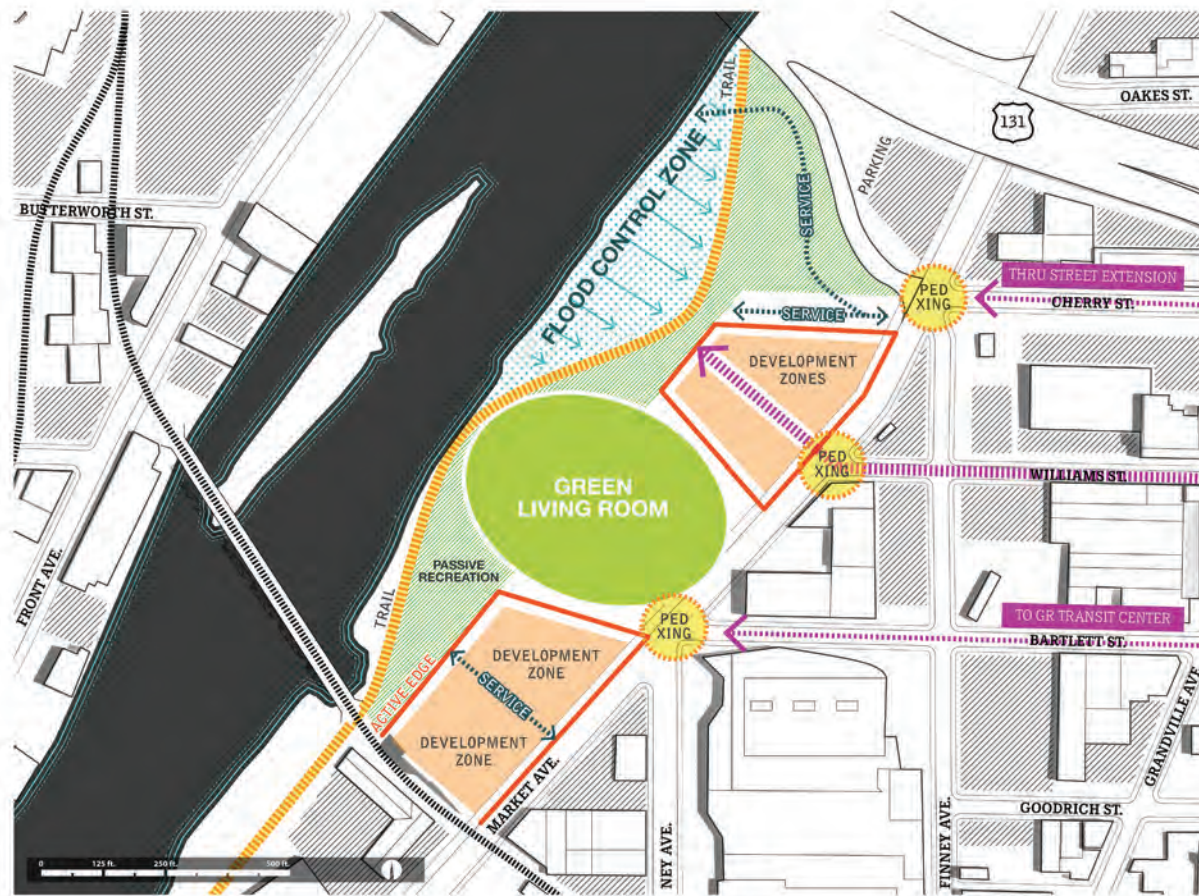 OAKES ST.
131
TRAIL
PARKING
FLOOD CONTROL ZONE
SERVICE
BUTTERWORTH ST.
THRU STREET EXTENSION
CHERRY ST.
PED
XING
SERVICE
DEVELOPMENT
ZONES
PED
XING
WILLIAMS ST.
GREEN
LIVING ROOM
FRONT AVE.
PASSIVE
RECREATION
TRAIL
PED
XING
TO GR TRANSIT CENTER
BARTLETT ST.
DEVELOPMENT
ZONE
SERVICE
ACTIVE EDGE
DEVELOPMENT
ZONE
MARKET AVE.
GRANDVILLE AVE
GOODRICH ST.
NEY AVE.
FINNEY AVE.
0 125 ft. 250 ft. 500 ft.